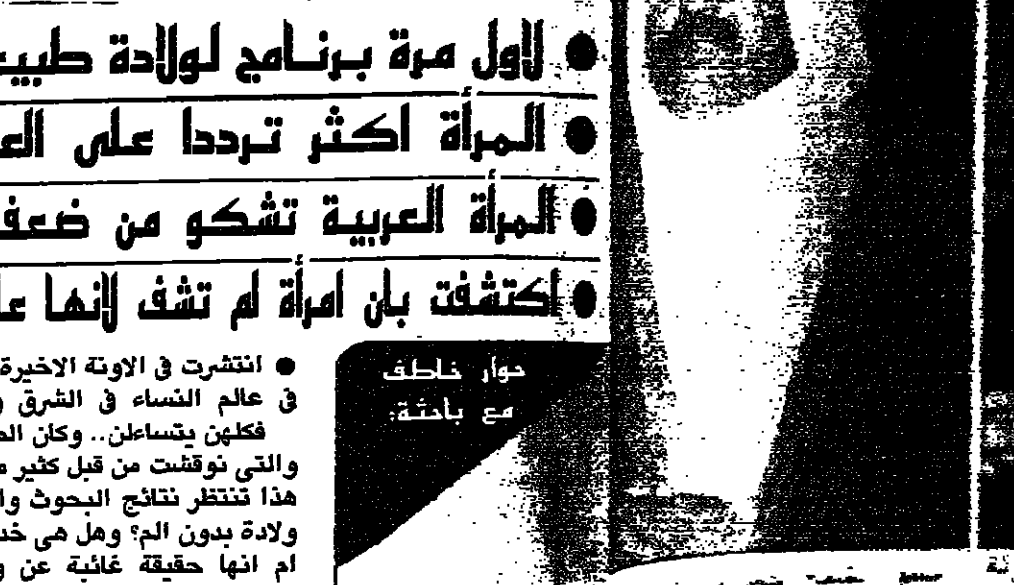 ● لاول مرة برنامج لولادة طبيع
● المرأة اكثر ترددا على الع
● المرأة العربية تشكو من ضعف
● اكتشفت بان امرأة لم تشف لانها عا
حوار خاطف
مع باحثة:
● انتشرت في الاونة الاخيرة
في عالم النساء في الشرق و
فكلهن يتساءلن.. وكان الط
والتي نوقشت من قبل كثير م
هذا تنتظر نتائج البحوث وا
ولادة بدون الم؟ وهل هي خد
ام انها حقيقة غائبة عن و